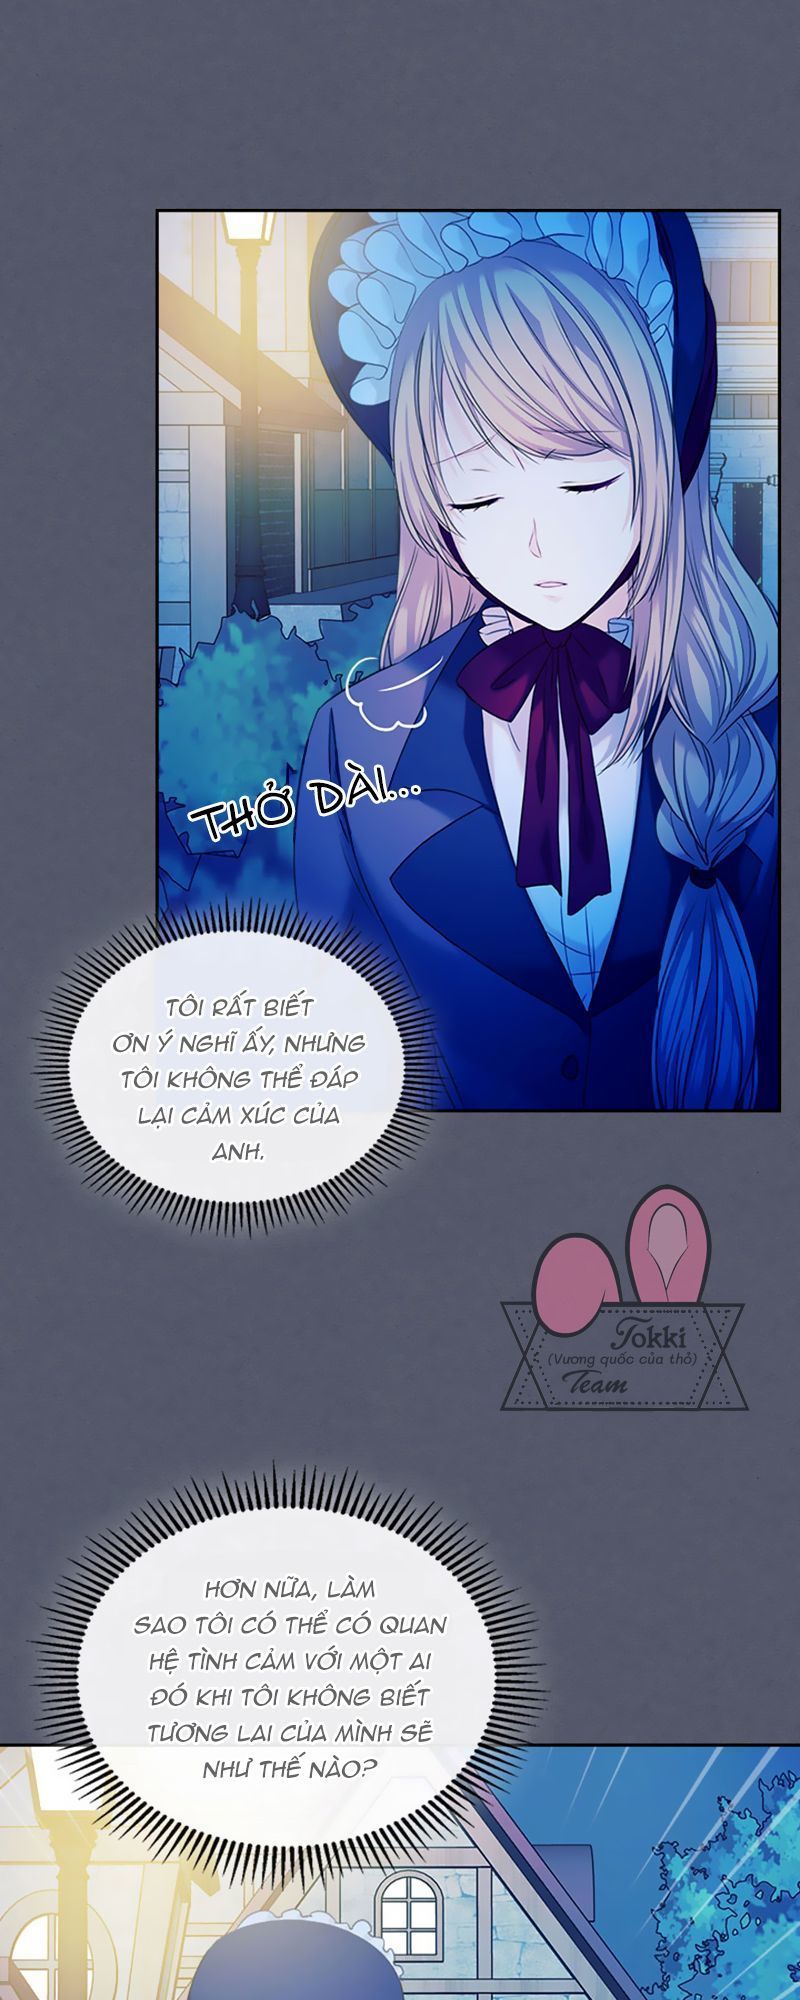 THỞ DÀI...
TÔI RẤT BIẾT
ƠN Ý NGHĨ ẤY, NHƯNG
TÔI KHÔNG THỂ ĐÁP
LẠI CẢM XÚC CỦA
ANH.
Tokki
(Vương quốc của thỏ)
Team
HƠN NỮA, LÀM
SAO TÔI CÓ THỂ CÓ QUAN
HỆ TÌNH CẢM VỚI MỘT AI
ĐÓ KHI TÔI KHÔNG BIẾT
TƯƠNG LAI CỦA MÌNH SẼ
NHƯ THẾ NÀO?